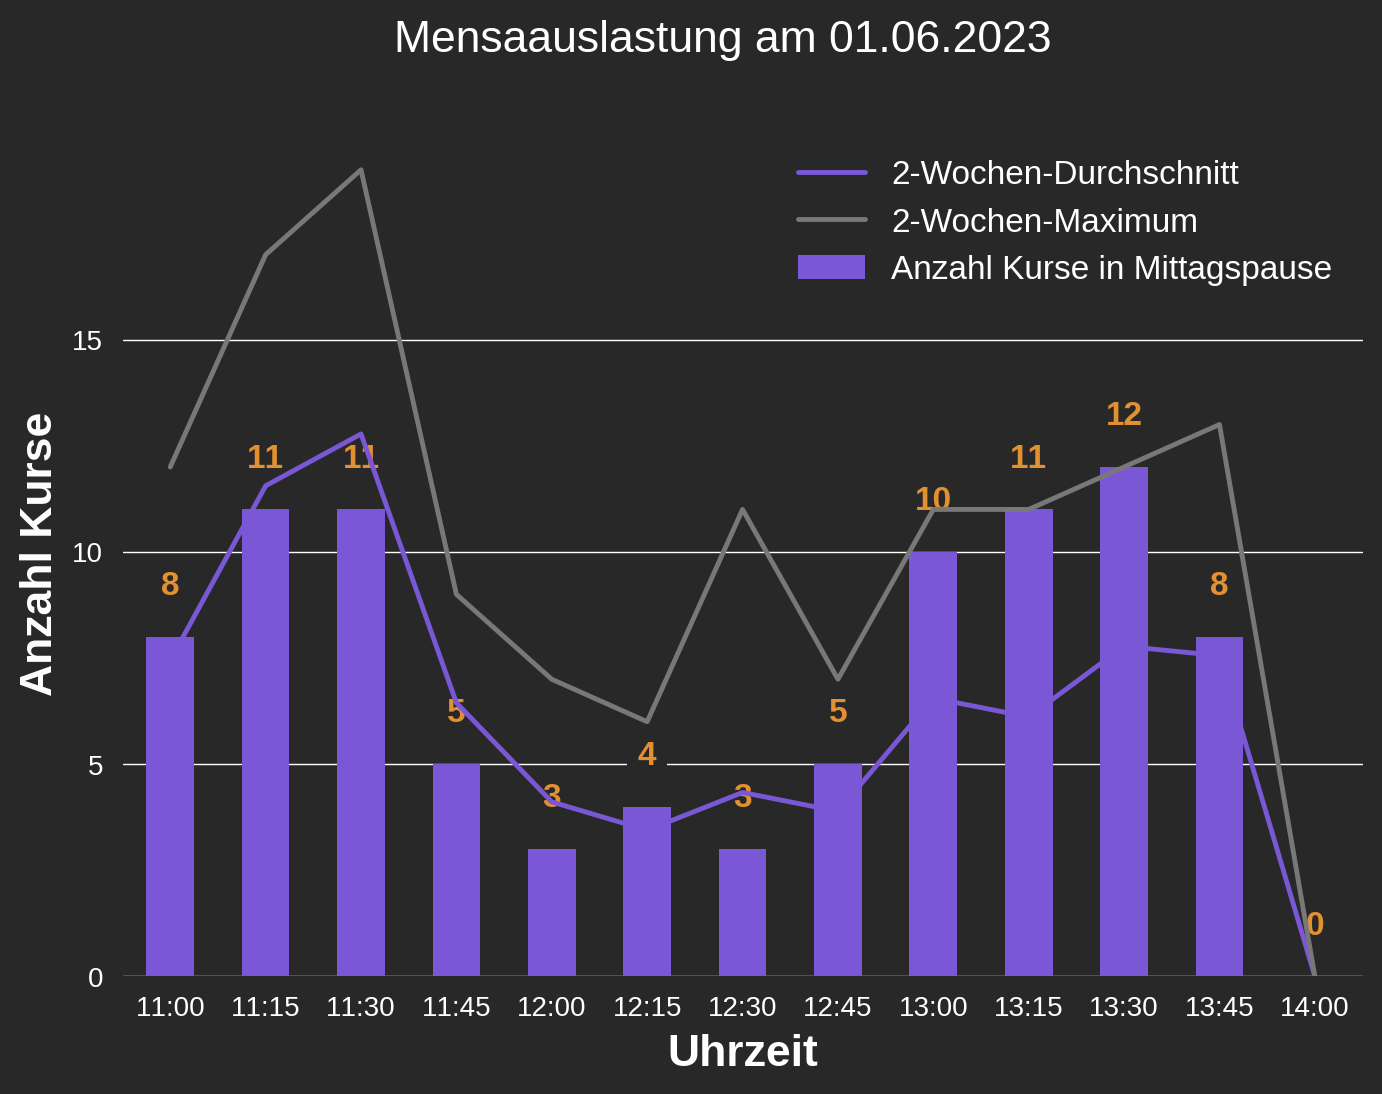 Mensaauslastung am 01.06.2023
2-Wochen-Durchschnitt
2-Wochen-Maximum
Anzahl Kurse in Mittagspause
Anzahl Kurse
15
10
5
0
8
11
11
5
3
4
3
5
10
11
12
8
0
11:00 11:15 11:30 11:45 12:00 12:15 12:30 12:45 13:00 13:15 13:30 13:45 14:00
Uhrzeit